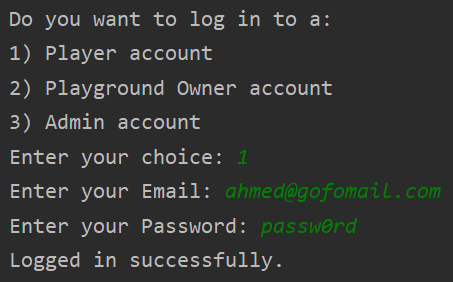 Do you want to log in to a:
1) Player account
2) Playground Owner account
3) Admin account
Enter your choice: 1
Enter your Email: ahmed@gofomail.com
Enter your Password: passw0rd
Logged in successfully.